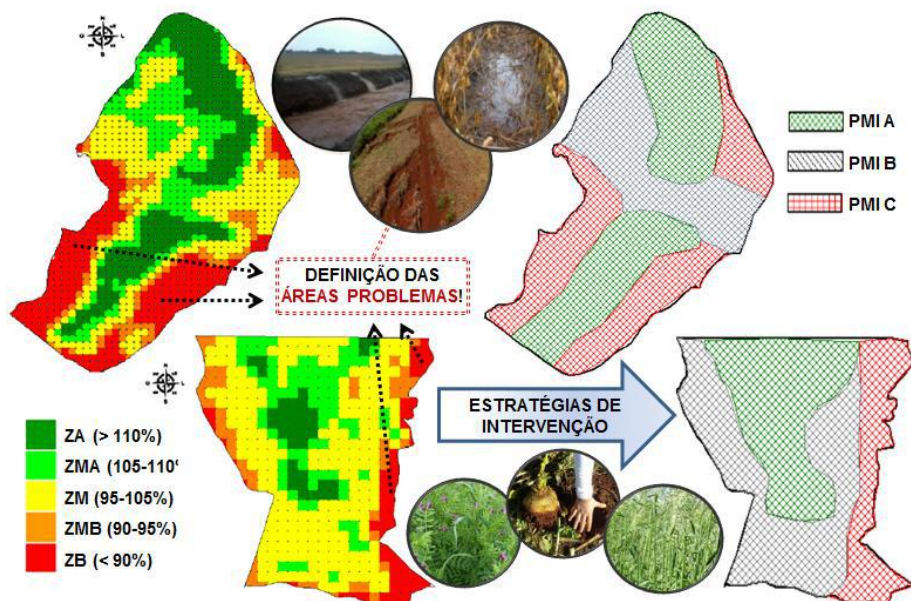 PMI A
PMI B
PMI C
DEFINIÇÃO DAS
ÁREAS PROBLEMAS!
ESTRATÉGIAS DE
INTERVENÇÃO
ZA (> 110%)
ZMA (105-110%
ZM (95-105%)
ZMB (90-95%)
ZB (< 90%)